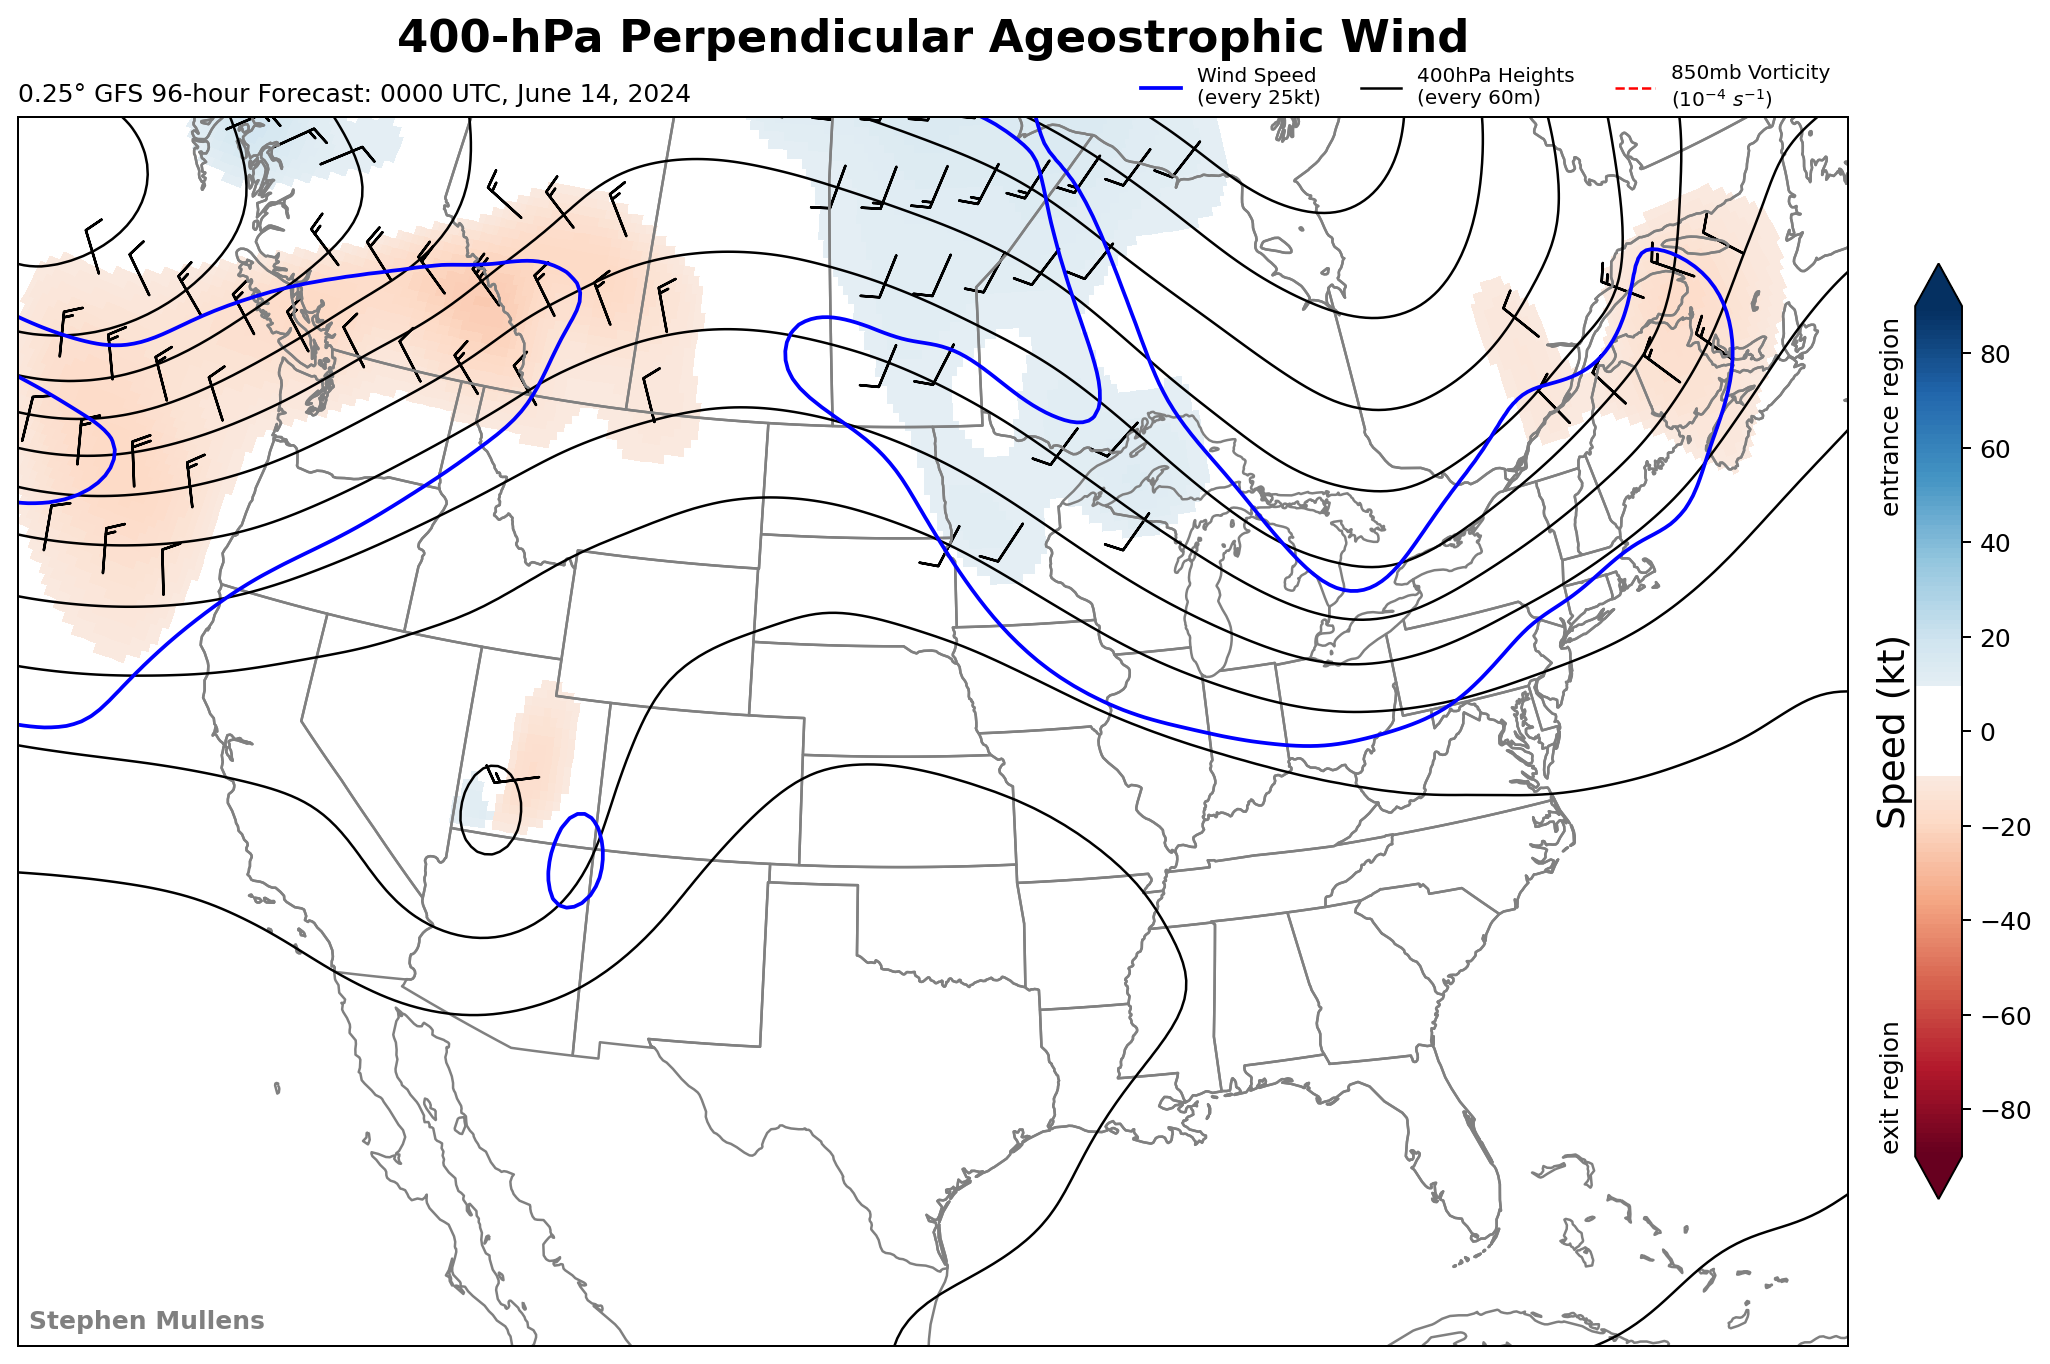 400-hPa Perpendicular Ageostrophic Wind
0.25° GFS 96-hour Forecast: 0000 UTC, June 14, 2024
Wind Speed
(every 25kt)
400hPa Heights
(every 60m)
850mb Vorticity
(10⁻⁴ s⁻¹)
entrance region
Speed (kt)
exit region
80
60
40
20
0
−20
−40
−60
−80
Stephen Mullens